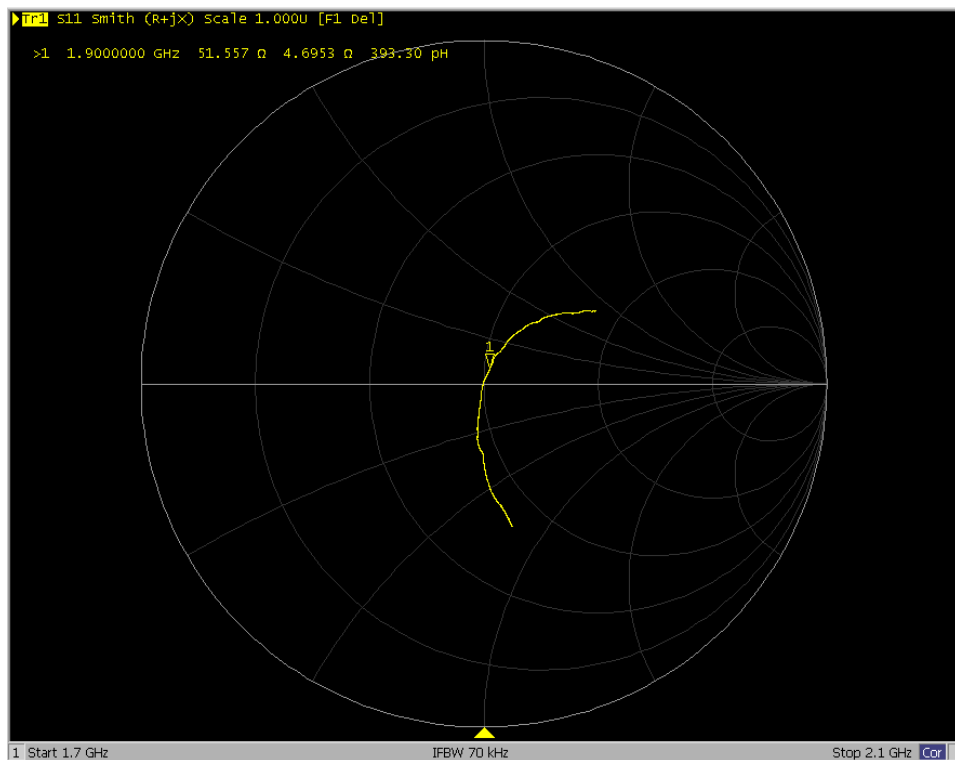 Tr1 S11 Smith (R+jX) Scale 1.000U [F1 Del]
>1 1.9000000 GHz 51.557 Ω 4.6953 Ω 393.30 pH
1
1 Start 1.7 GHz IFBW 70 kHz Stop 2.1 GHz Cor